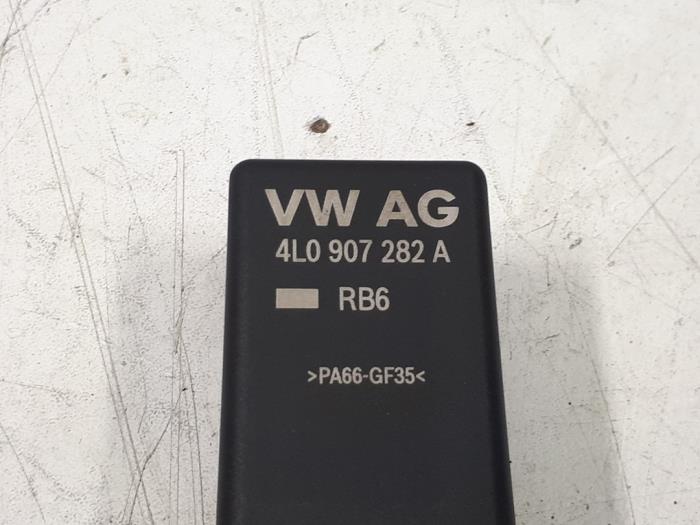 VW AG
4L0 907 282 A
RB6
>PA66-GF35<